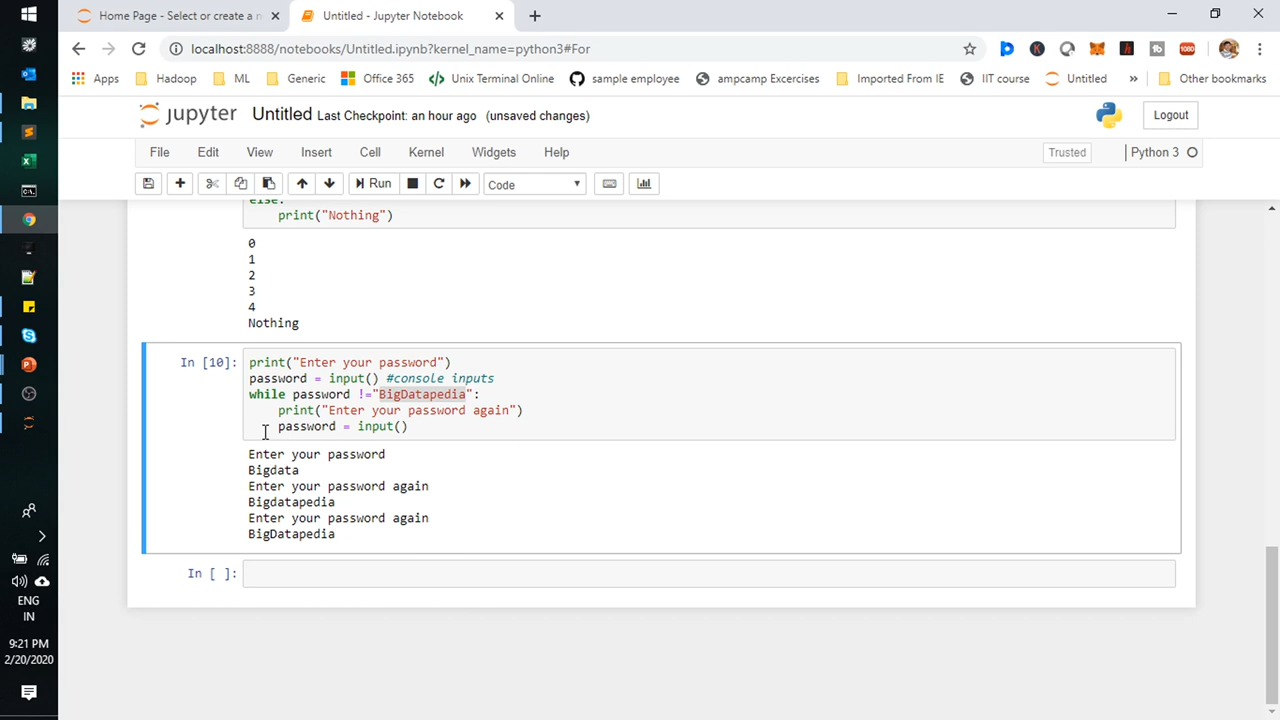 Home Page - Select or create a n
Untitled - Jupyter Notebook
localhost:8888/notebooks/Untitled.ipynb?kernel_name=python3#For
1080
Apps
Hadoop
ML
Generic
Office 365
Unix Terminal Online
sample employee
ampcamp Excercises
Imported From IE
IIT course
Untitled
»
Other bookmarks
jupyter
Untitled Last Checkpoint: an hour ago (unsaved changes)
Logout
File Edit View Insert Cell Kernel Widgets Help
Trusted
Python 3
Run
Code
else:
print("Nothing")
0
1
2
3
4
Nothing
In [10]:
print("Enter your password")
password = input() #console inputs
while password !="BigDatapedia":
print("Enter your password again")
password = input()
Enter your password
Bigdata
Enter your password again
Bigdatapedia
Enter your password again
BigDatapedia
In [ ]:
ENG
IN
9:21 PM
2/20/2020